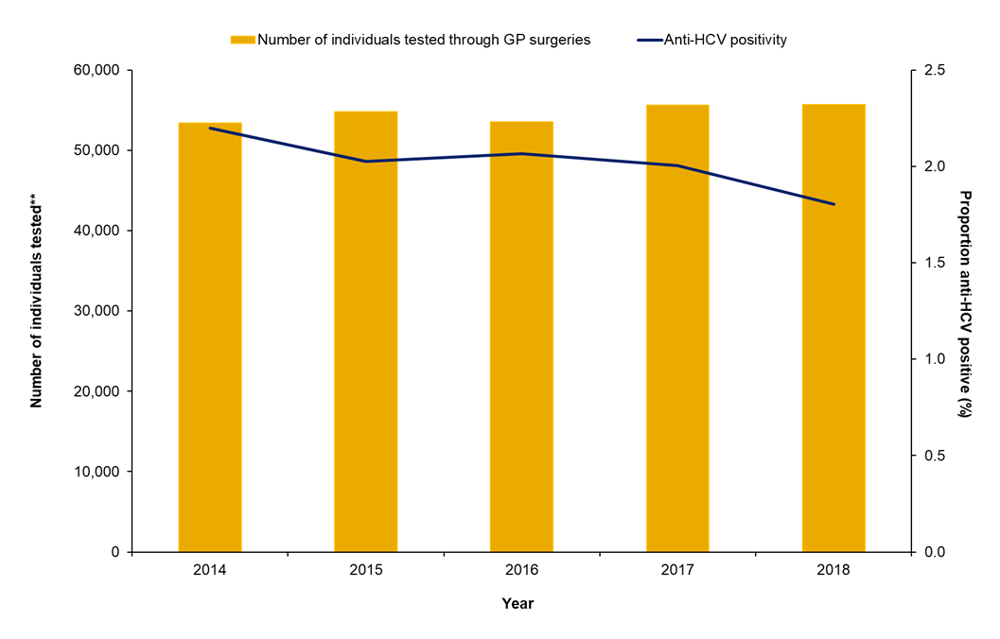 Number of individuals tested through GP surgeries
Anti-HCV positivity
Number of individuals tested**
60,000
50,000
40,000
30,000
20,000
10,000
0
2.5
2.0
1.5
1.0
0.5
0.0
Proportion anti-HCV positive (%)
2014 2015 2016 2017 2018
Year